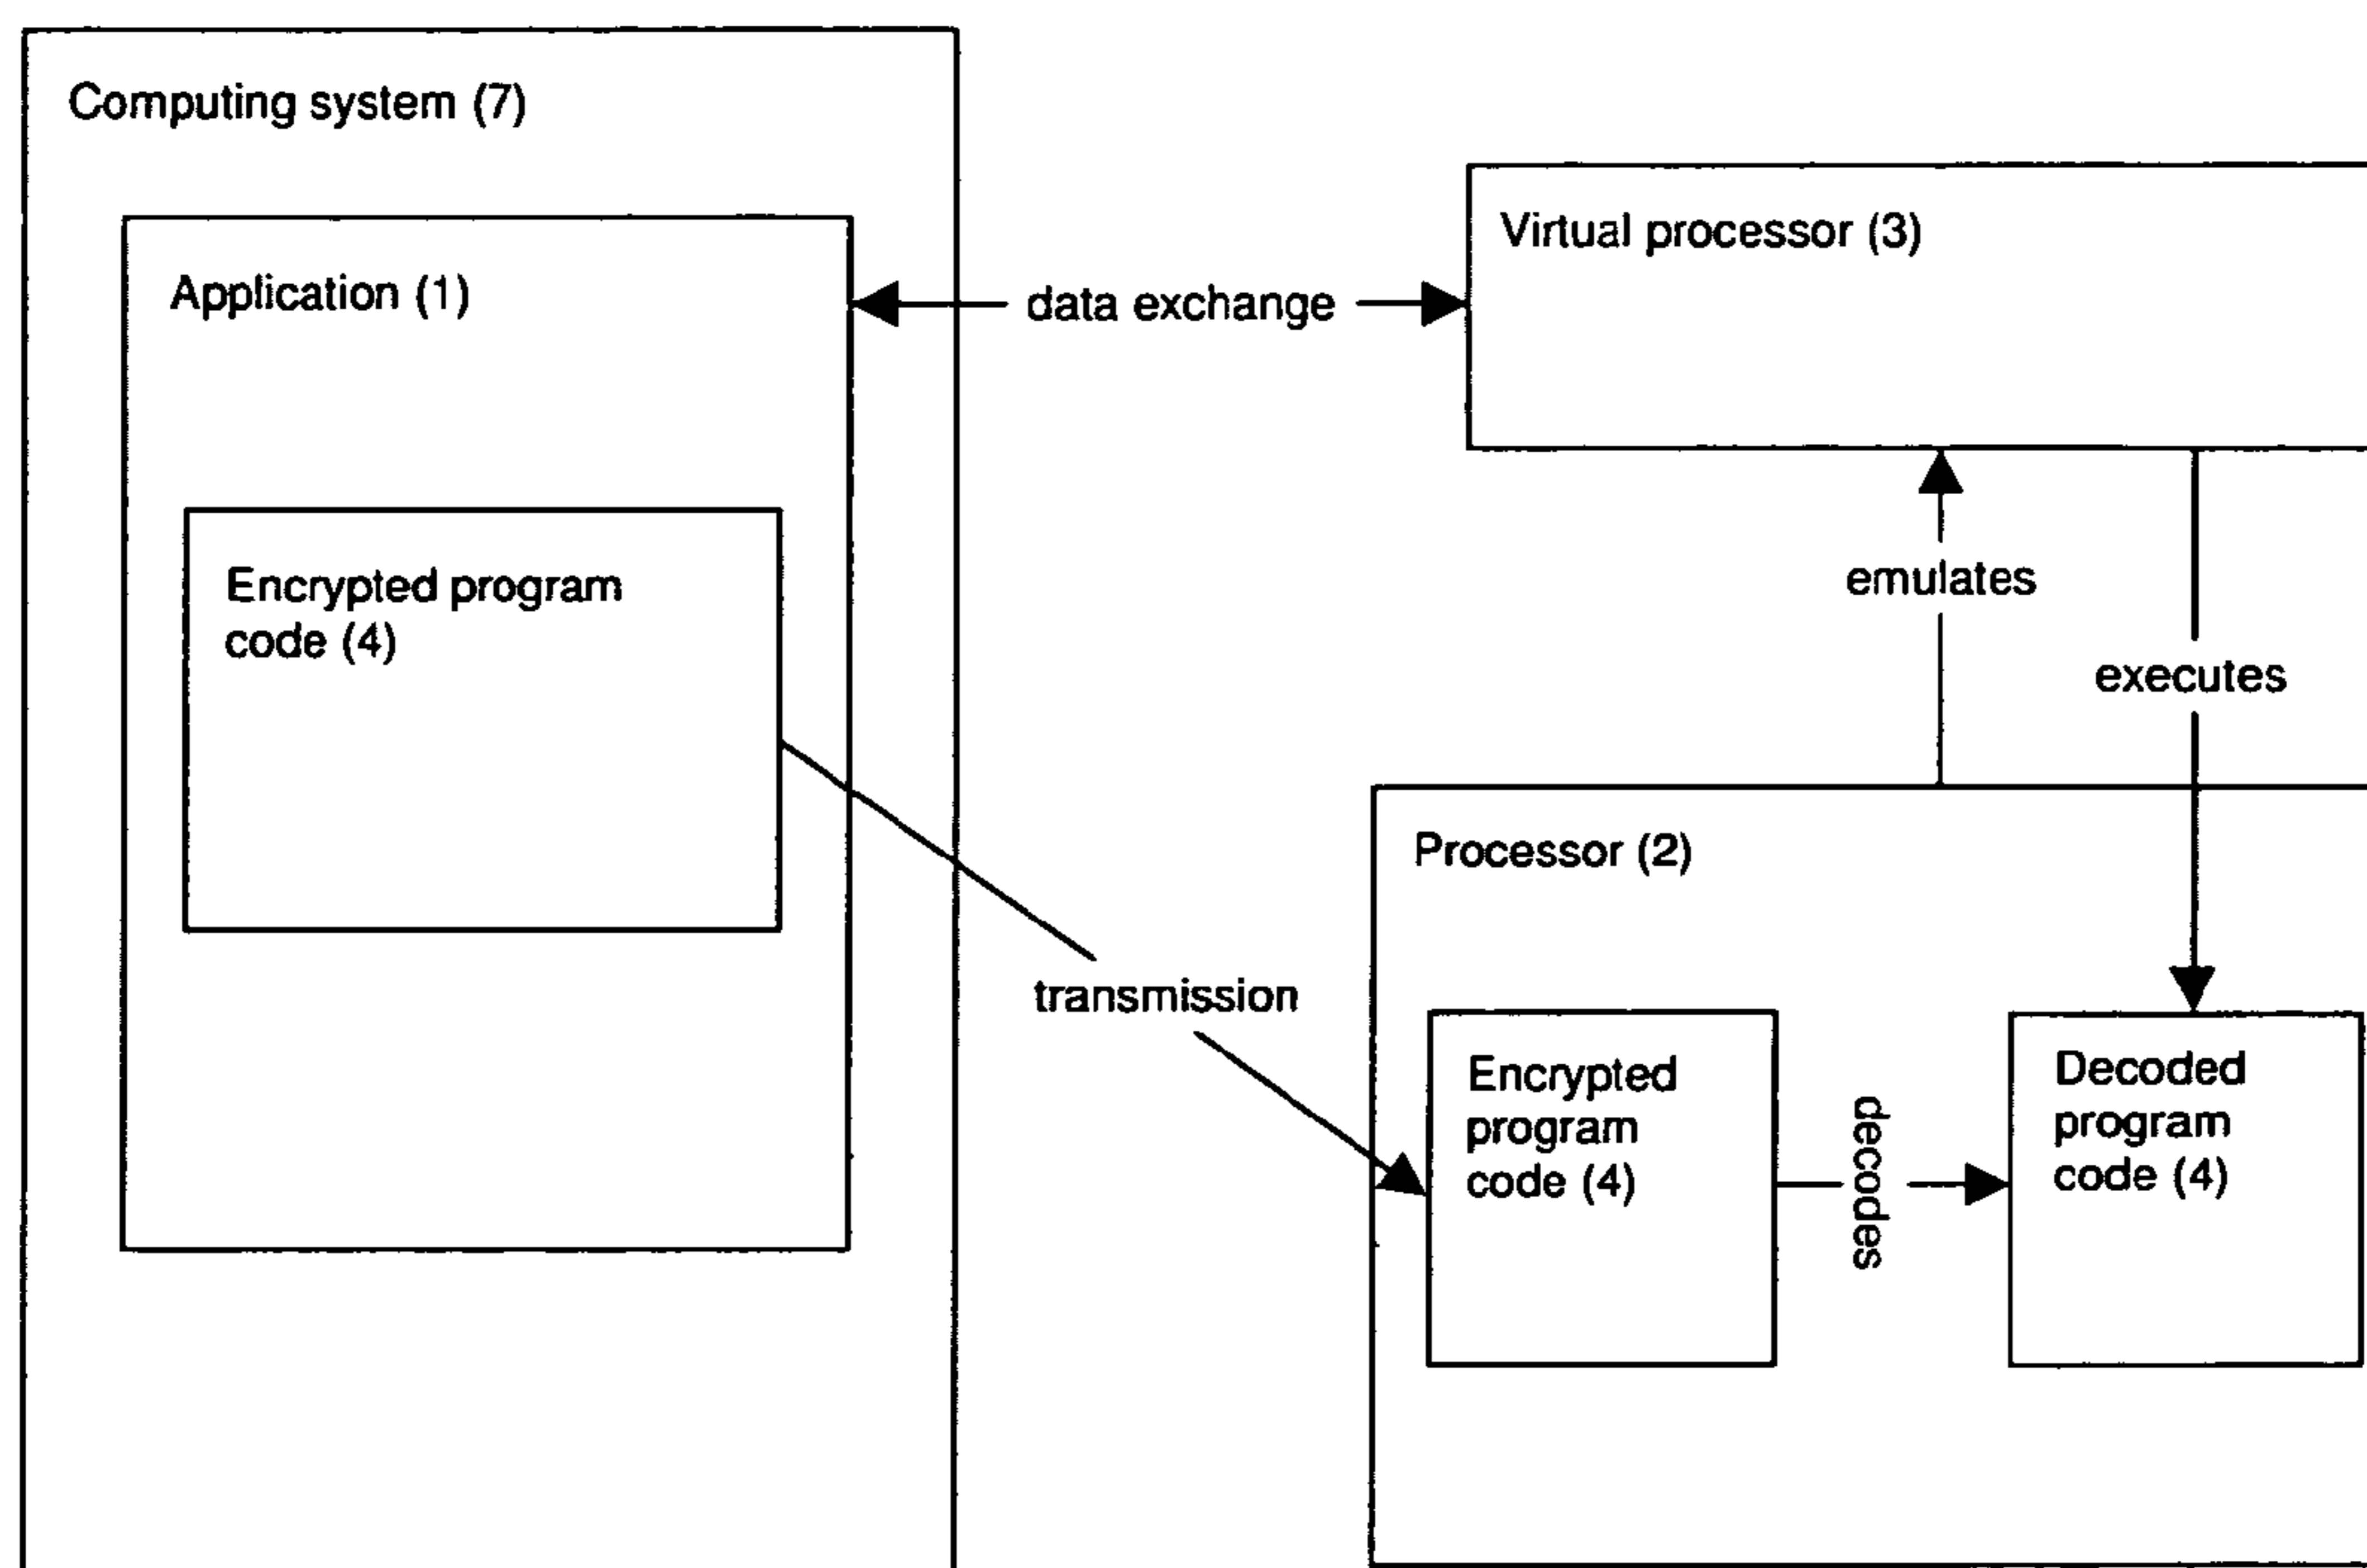 Computing system (7)
Virtual processor (3)
Application (1)
data exchange
Encrypted program
code (4)
emulates
executes
Processor (2)
transmission
Encrypted
program
code (4)
decodes
Decoded
program
code (4)